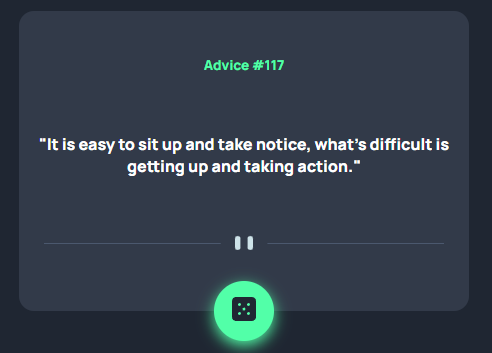 Advice #117
"It is easy to sit up and take notice, what's difficult is
getting up and taking action."